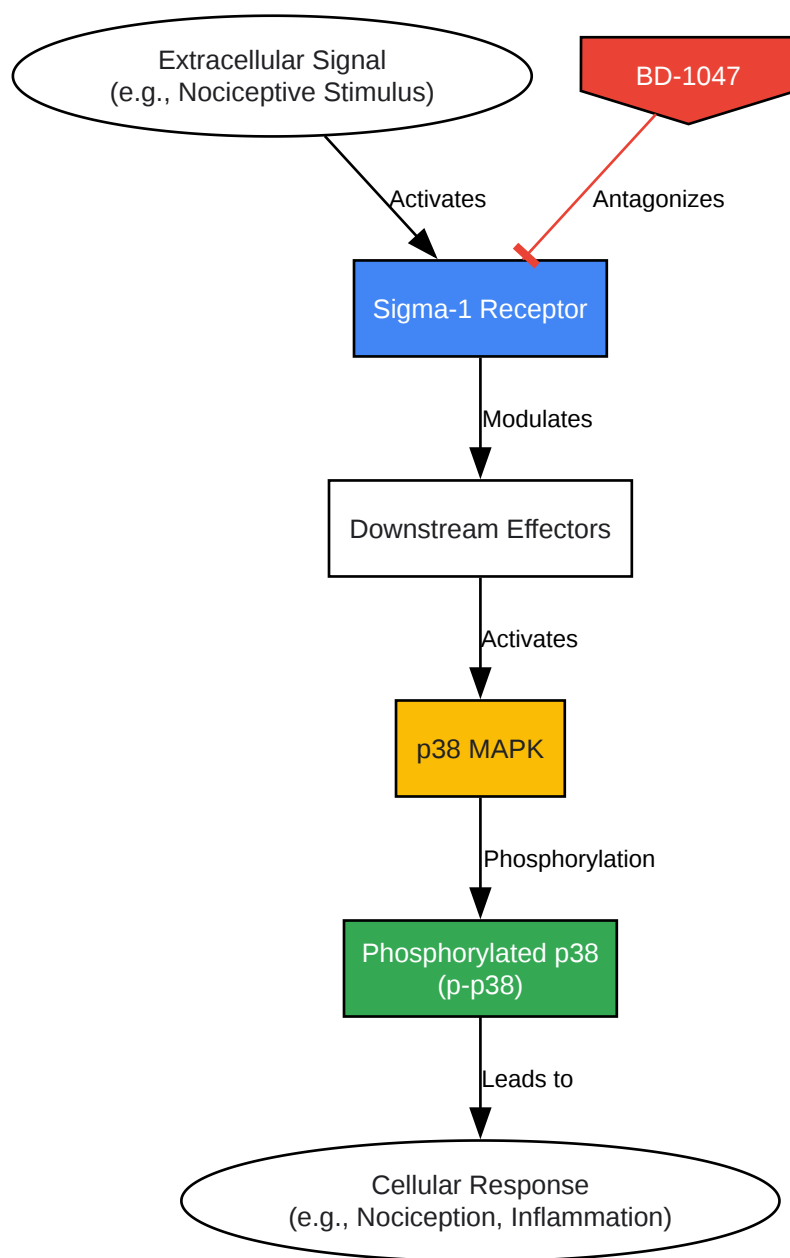 Extracellular Signal
(e.g., Nociceptive Stimulus)
BD-1047
Activates
Antagonizes
Sigma-1 Receptor
Modulates
Downstream Effectors
Activates
p38 MAPK
Phosphorylation
Phosphorylated p38
(p-p38)
Leads to
Cellular Response
(e.g., Nociception, Inflammation)